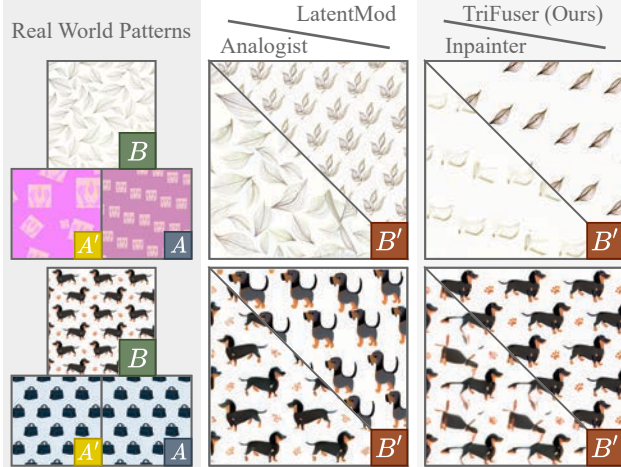 Real World Patterns
LatentMod
Analogist
TriFuser (Ours)
Inpainter
B
A′
A
B′
B′
B
A′
A
B′
B′